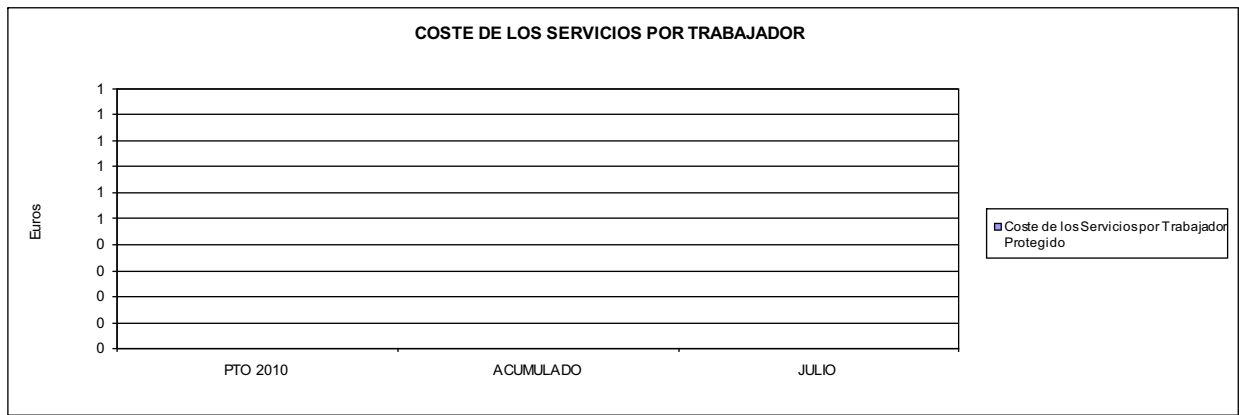 COSTE DE LOS SERVICIOS POR TRABAJADOR
1
1
1
1
1
1
0
0
0
0
0
Euros
PTO 2010
ACUMULADO
JULIO
Coste de los Servicios por Trabajador
Protegido